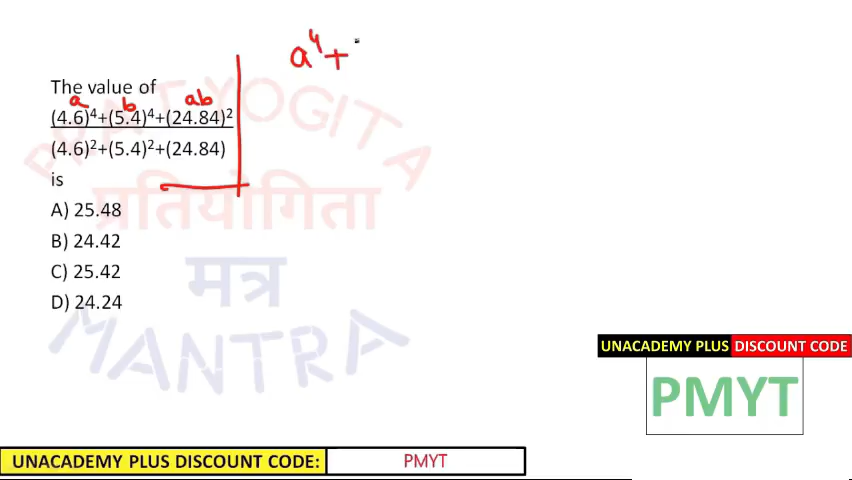 a⁴+
The value of
a b ab
(4.6)⁴+(5.4)⁴+(24.84)²
(4.6)²+(5.4)²+(24.84)
is
A) 25.48
B) 24.42
C) 25.42
D) 24.24
PRATIYOGITA
प्रतियोगिता
मंत्र
MANTRA
UNACADEMY PLUS DISCOUNT CODE
PMYT
UNACADEMY PLUS DISCOUNT CODE: PMYT